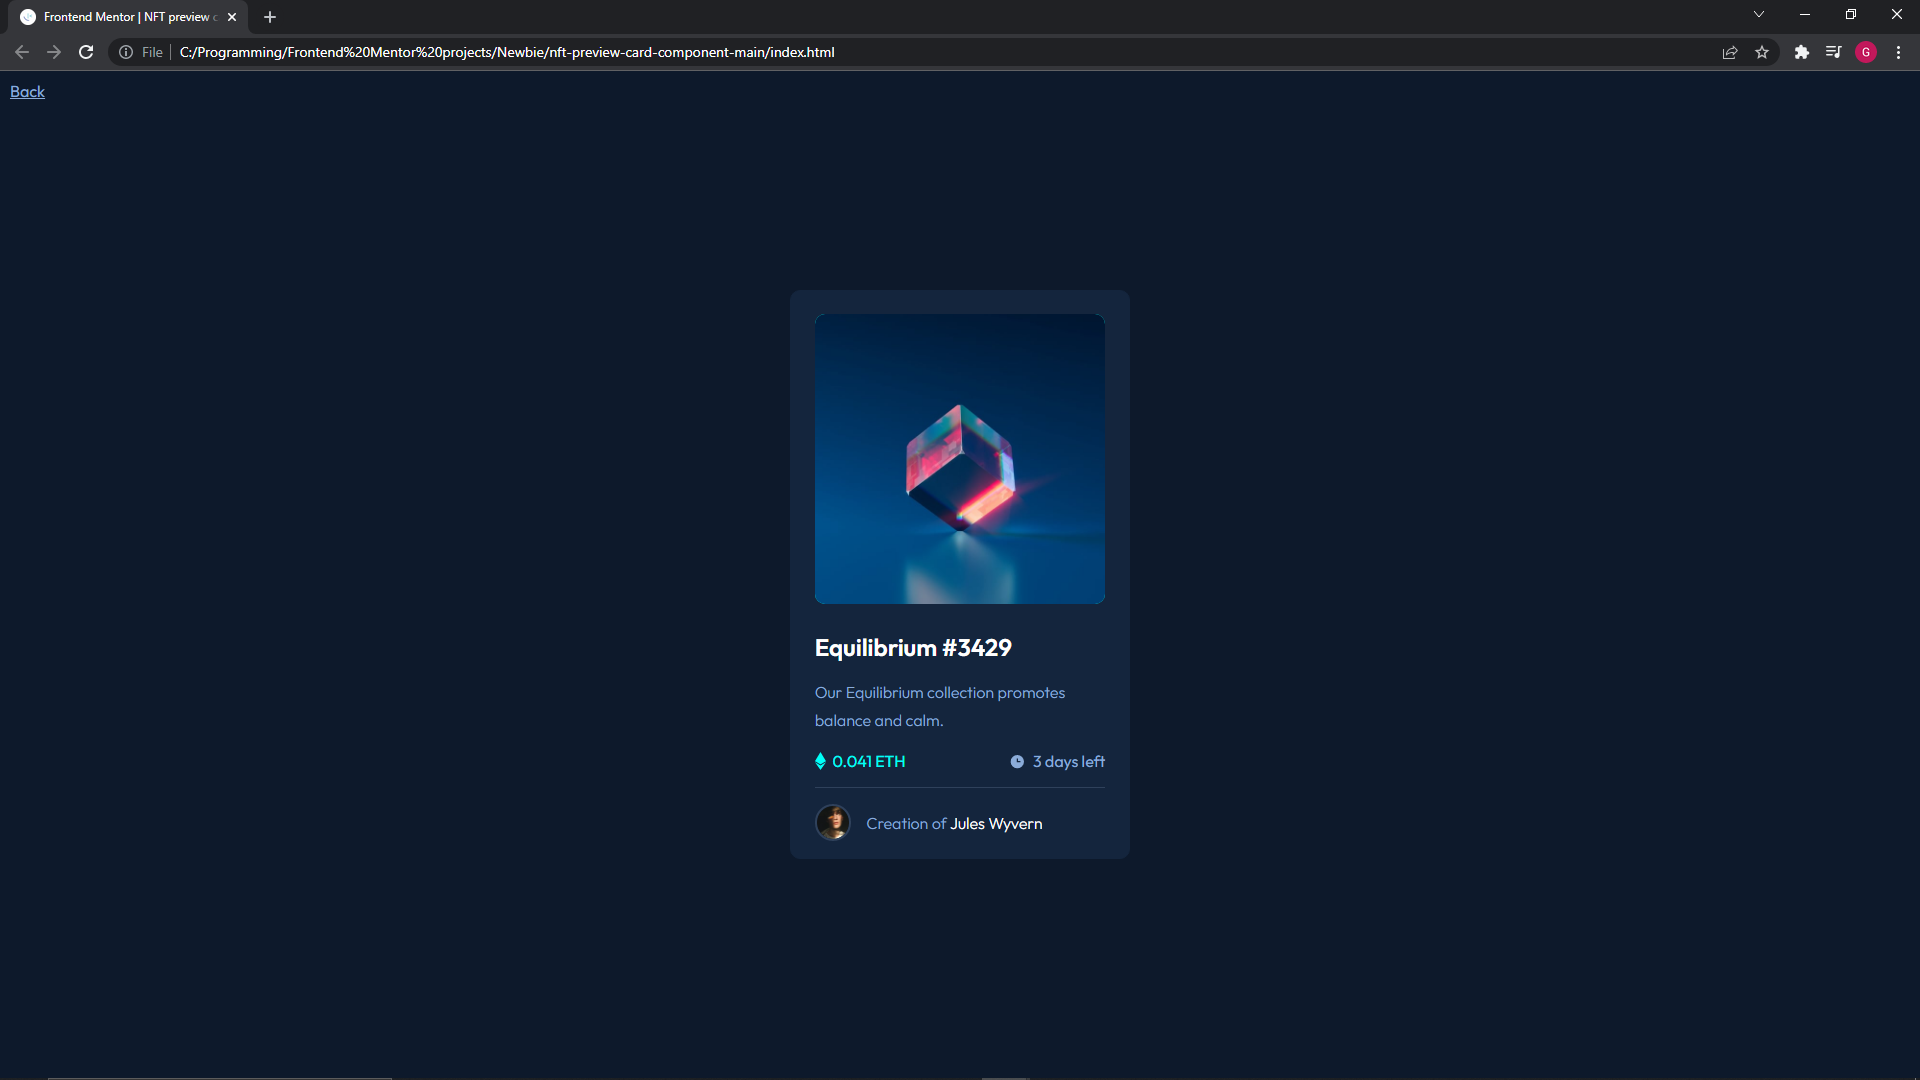 Frontend Mentor | NFT preview c
File
C:/Programming/Frontend%20Mentor%20projects/Newbie/nft-preview-card-component-main/index.html
G
Back
Equilibrium #3429
Our Equilibrium collection promotes
balance and calm.
0.041 ETH
3 days left
Creation of Jules Wyvern